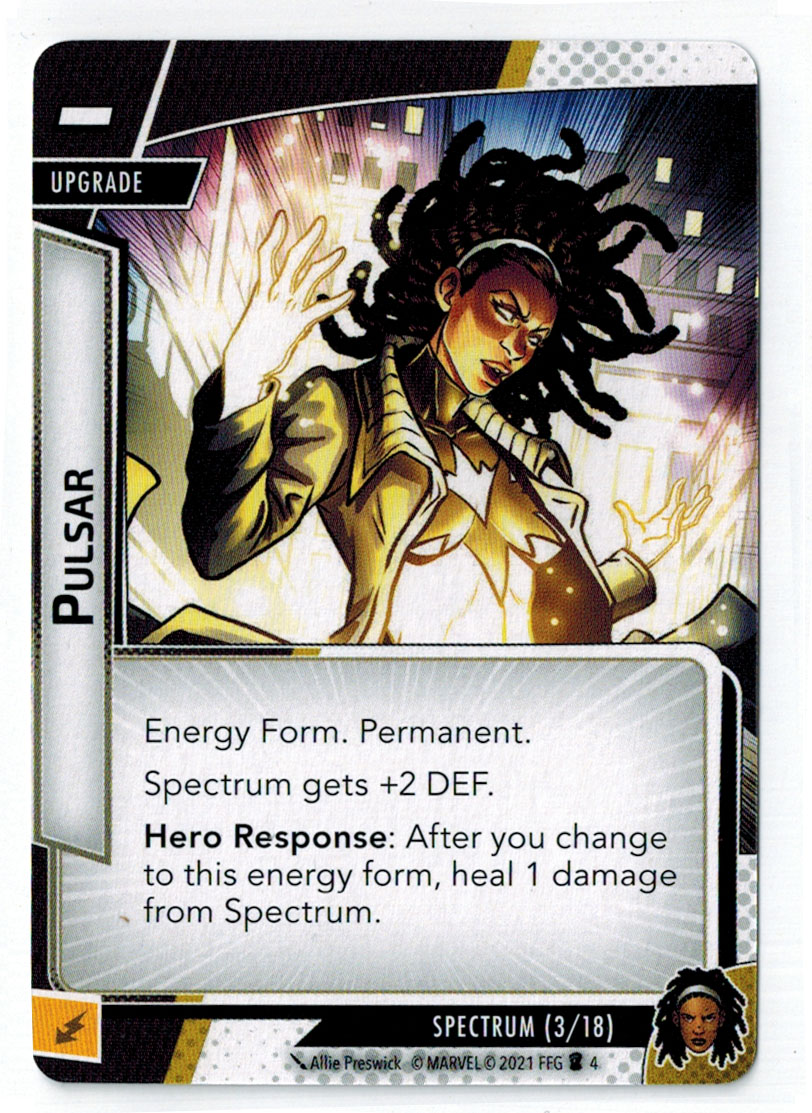 UPGRADE
PULSAR
Energy Form. Permanent.
Spectrum gets +2 DEF.
Hero Response: After you change
to this energy form, heal 1 damage
from Spectrum.
SPECTRUM (3/18)
Allie Preswick © MARVEL © 2021 FFG 4